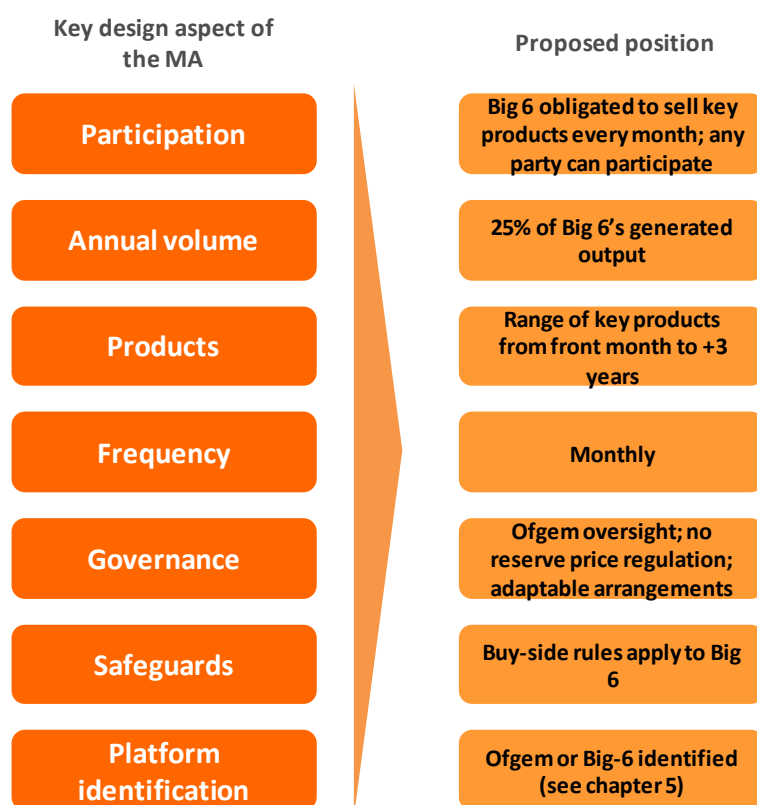 Key design aspect of
the MA
Proposed position
Participation
Big 6 obligated to sell key
products every month; any
party can participate
Annual volume
25% of Big 6's generated
output
Products
Range of key products
from front month to +3
years
Frequency
Monthly
Governance
Ofgem oversight; no
reserve price regulation;
adaptable arrangements
Safeguards
Buy-side rules apply to Big
6
Platform
identification
Ofgem or Big-6 identified
(see chapter 5)